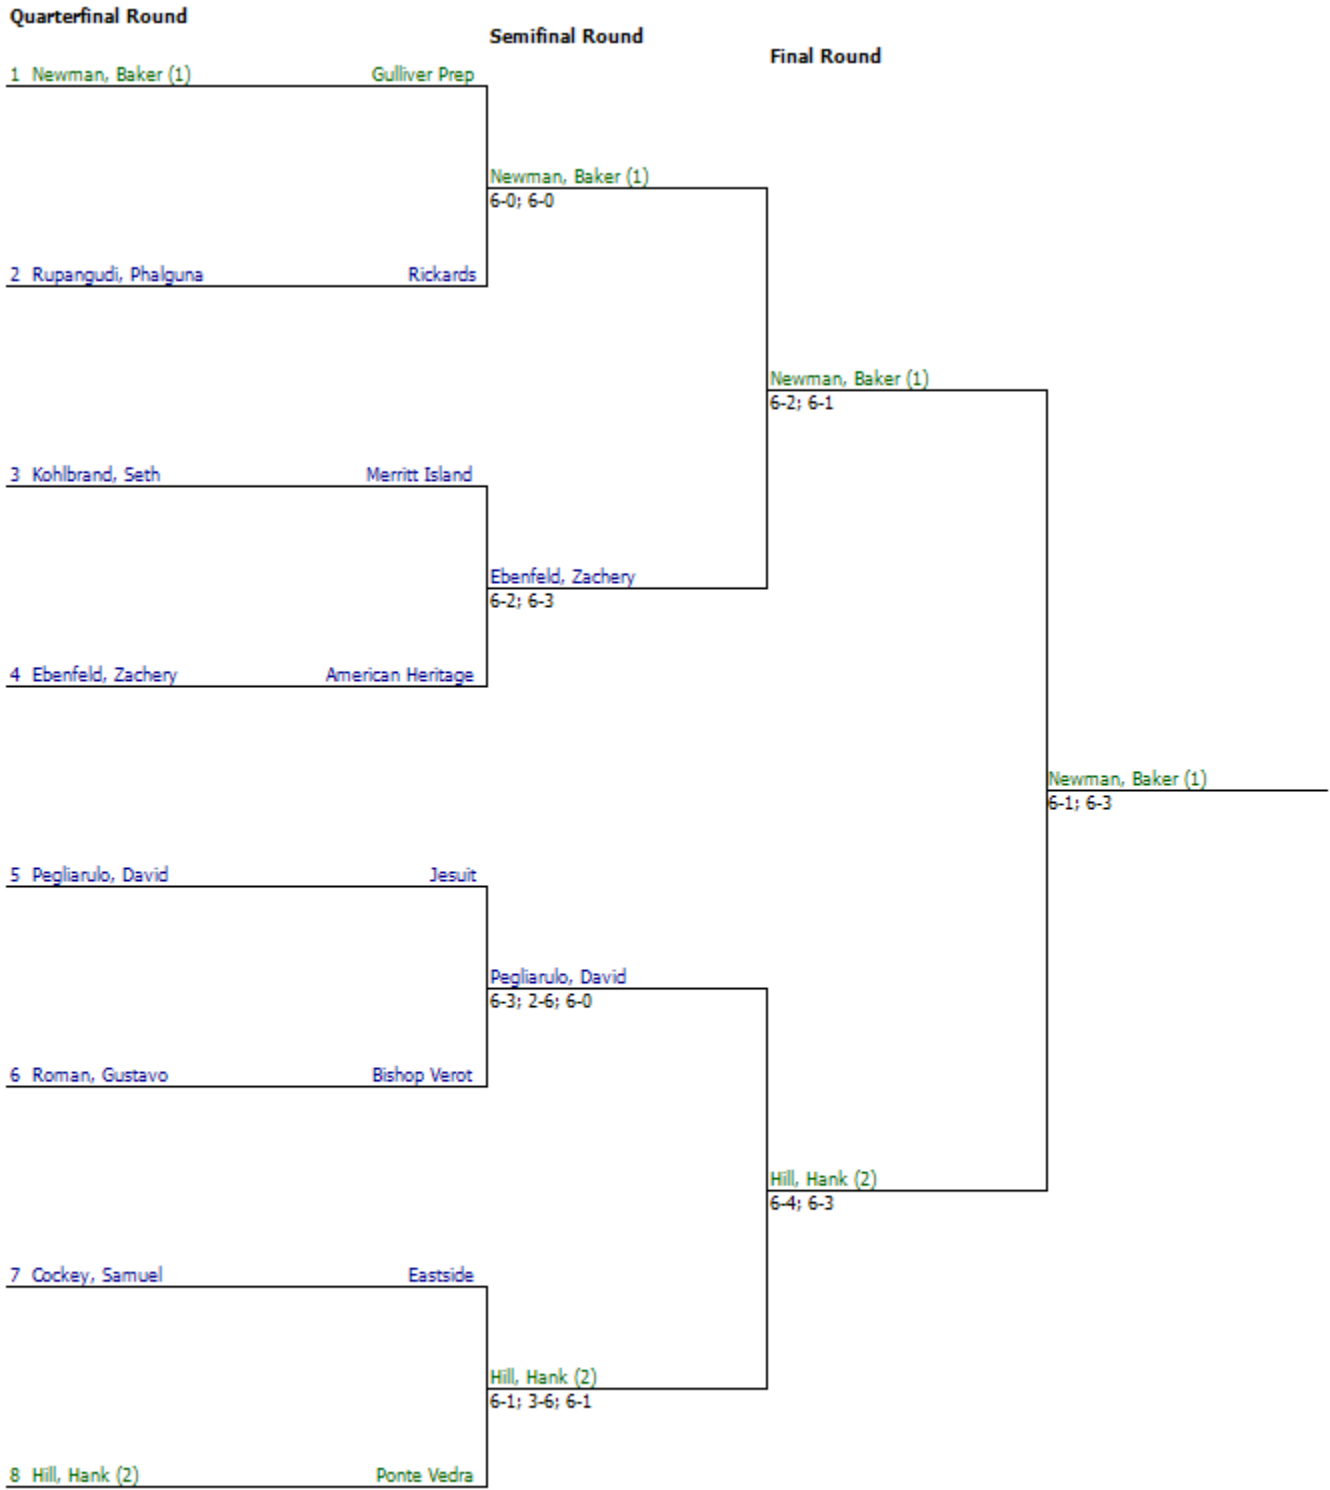 Quarterfinal Round
Semifinal Round
Final Round
1 Newman, Baker (1) Gulliver Prep
Newman, Baker (1)
6-0; 6-0
2 Rupangudi, Phalguna Rickards
Newman, Baker (1)
6-2; 6-1
3 Kohlbrand, Seth Merritt Island
Ebenfeld, Zachery
6-2; 6-3
4 Ebenfeld, Zachery American Heritage
Newman, Baker (1)
6-1; 6-3
5 Pegliarulo, David Jesuit
Pegliarulo, David
6-3; 2-6; 6-0
6 Roman, Gustavo Bishop Verot
Hill, Hank (2)
6-4; 6-3
7 Cockey, Samuel Eastside
Hill, Hank (2)
6-1; 3-6; 6-1
8 Hill, Hank (2) Ponte Vedra